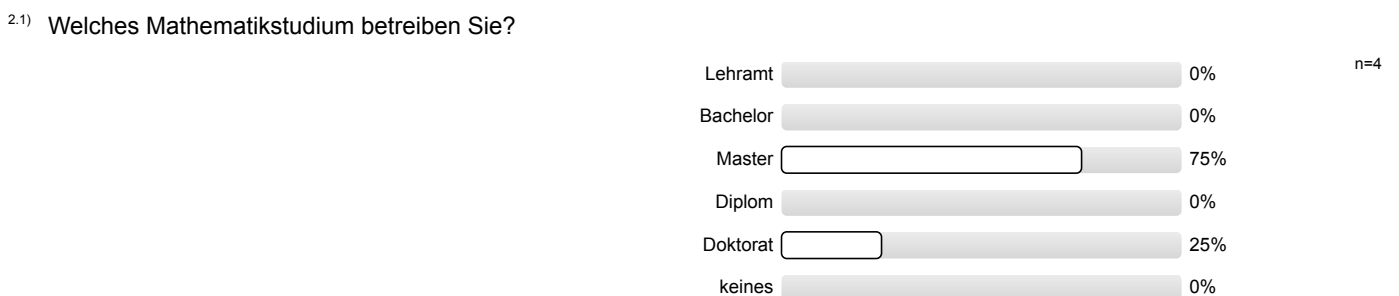 2.1) Welches Mathematikstudium betreiben Sie?
n=4
Lehramt 0%
Bachelor 0%
Master 75%
Diplom 0%
Doktorat 25%
keines 0%